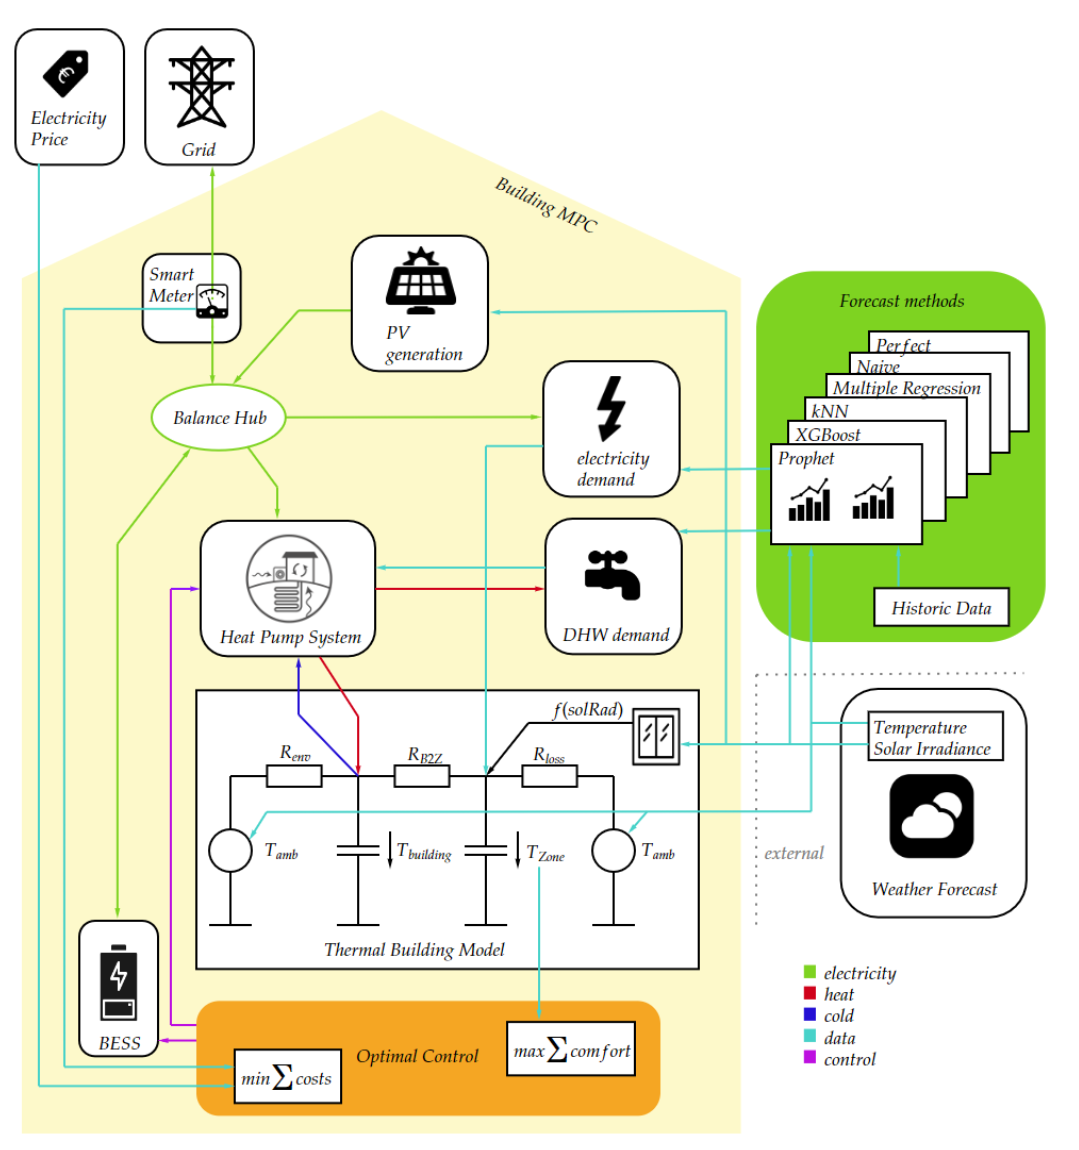 Electricity
Price
Grid
Building MPC
Smart
Meter
PV
generation
Forecast methods
Perfect
Naive
Multiple Regression
kNN
XGBoost
Prophet
Balance Hub
electricity
demand
Historic Data
Heat Pump System
DHW demand
f(solRad)
Temperature
Solar Irradiance
R_env
R_B2Z
R_loss
T_amb
T_building
T_Zone
T_amb
external
Weather Forecast
Thermal Building Model
BESS
Optimal Control
min∑costs
max∑comfort
electricity
heat
cold
data
control